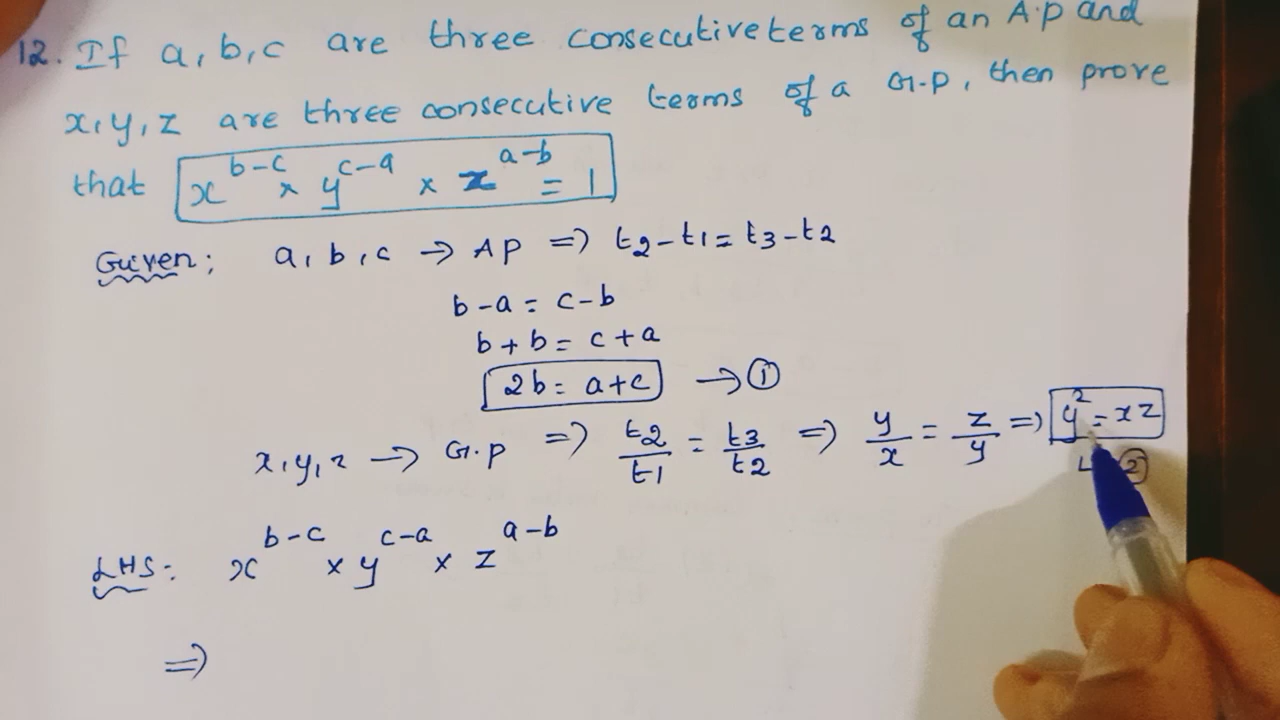 12. If a, b, c are three consecutive terms of an A.P and
x, y, z are three consecutive terms of a G.P, then prove
that x^(b-c) × y^(c-a) × z^(a-b) = 1
Given: a, b, c → AP ⇒ t2 - t1 = t3 - t2
b - a = c - b
b + b = c + a
2b = a + c → ①
x, y, z → G.P ⇒ t2/t1 = t3/t2 ⇒ y/x = z/y ⇒ y² = xz
②
LHS: x^(b-c) × y^(c-a) × z^(a-b)
⇒